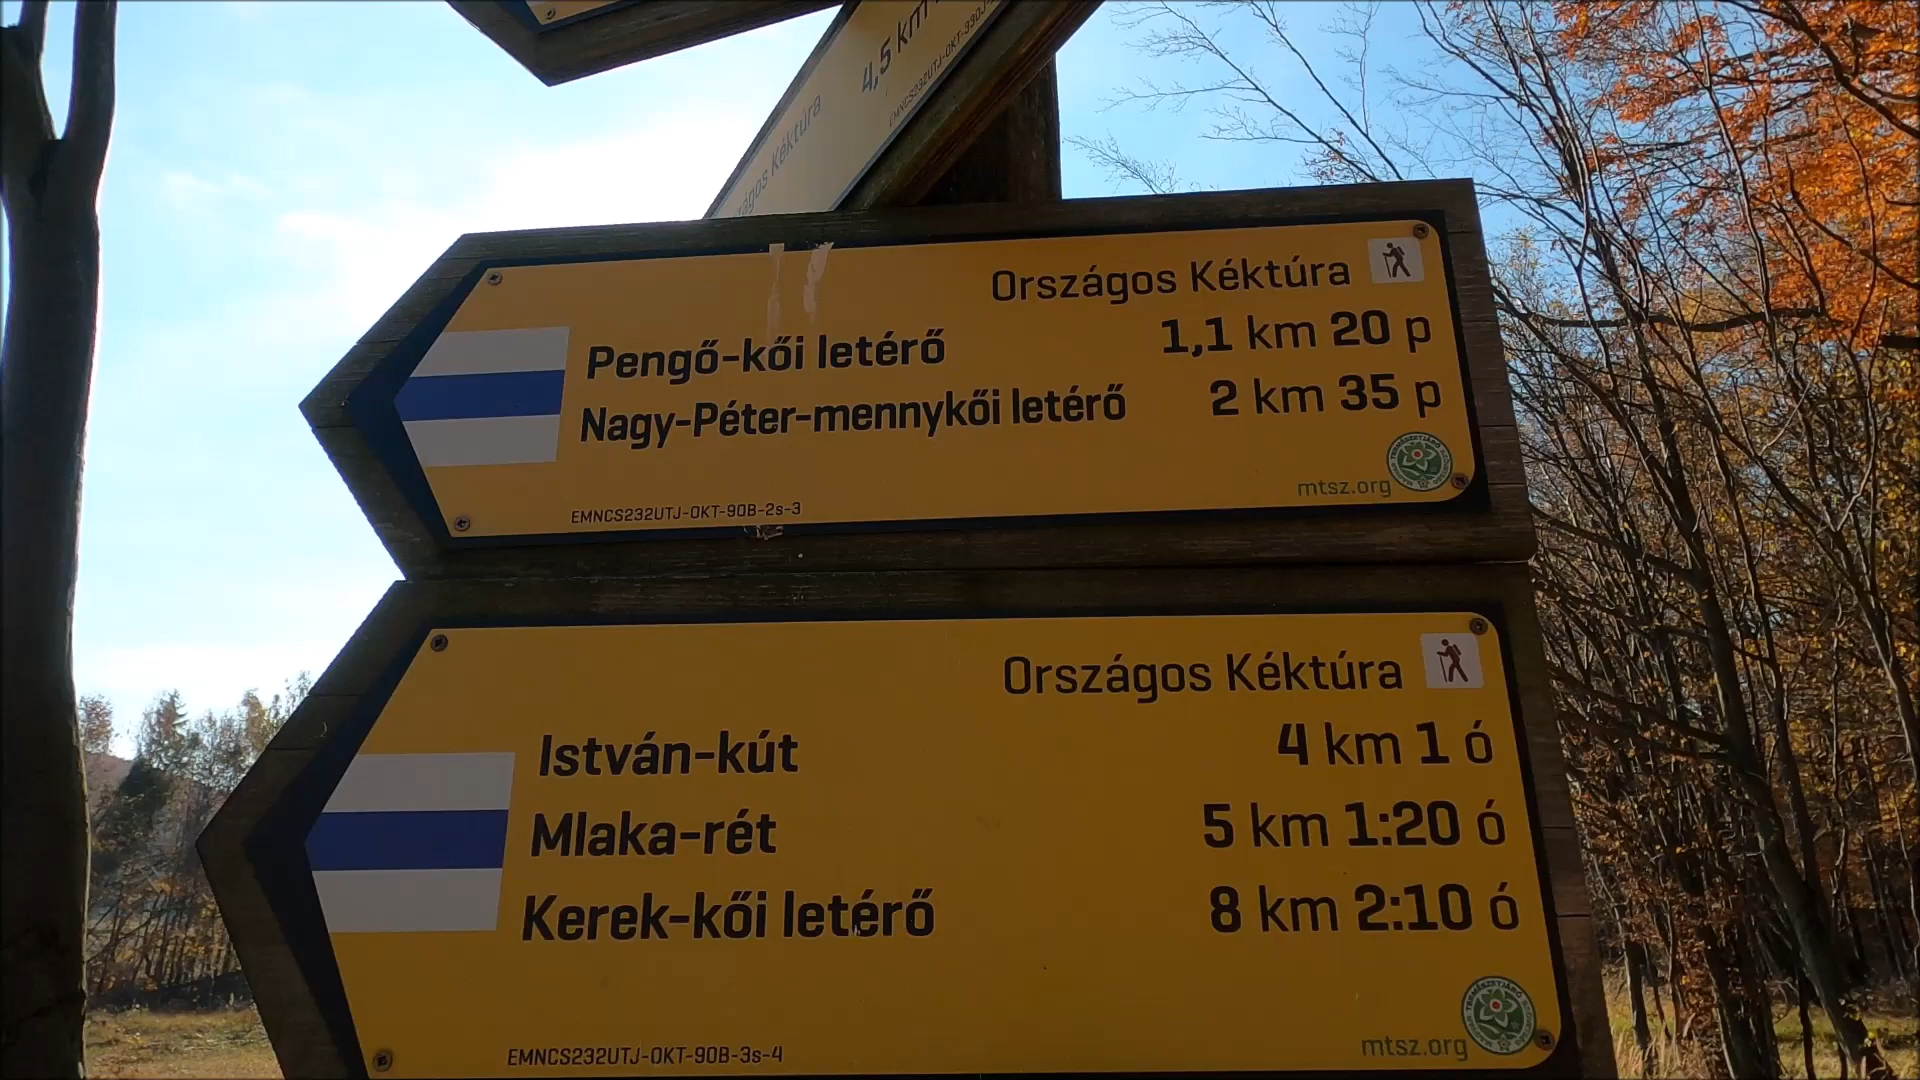 4,5 km
Kéktúra
Országos Kéktúra
Pengő-kői letérő 1,1 km 20 p
Nagy-Péter-mennykői letérő 2 km 35 p
mtsz.org
EMNCS232UTJ-OKT-90B-2s-3
Országos Kéktúra
István-kút 4 km 1 ó
Mlaka-rét 5 km 1:20 ó
Kerek-kői letérő 8 km 2:10 ó
mtsz.org
EMNCS232UTJ-OKT-90B-3s-4